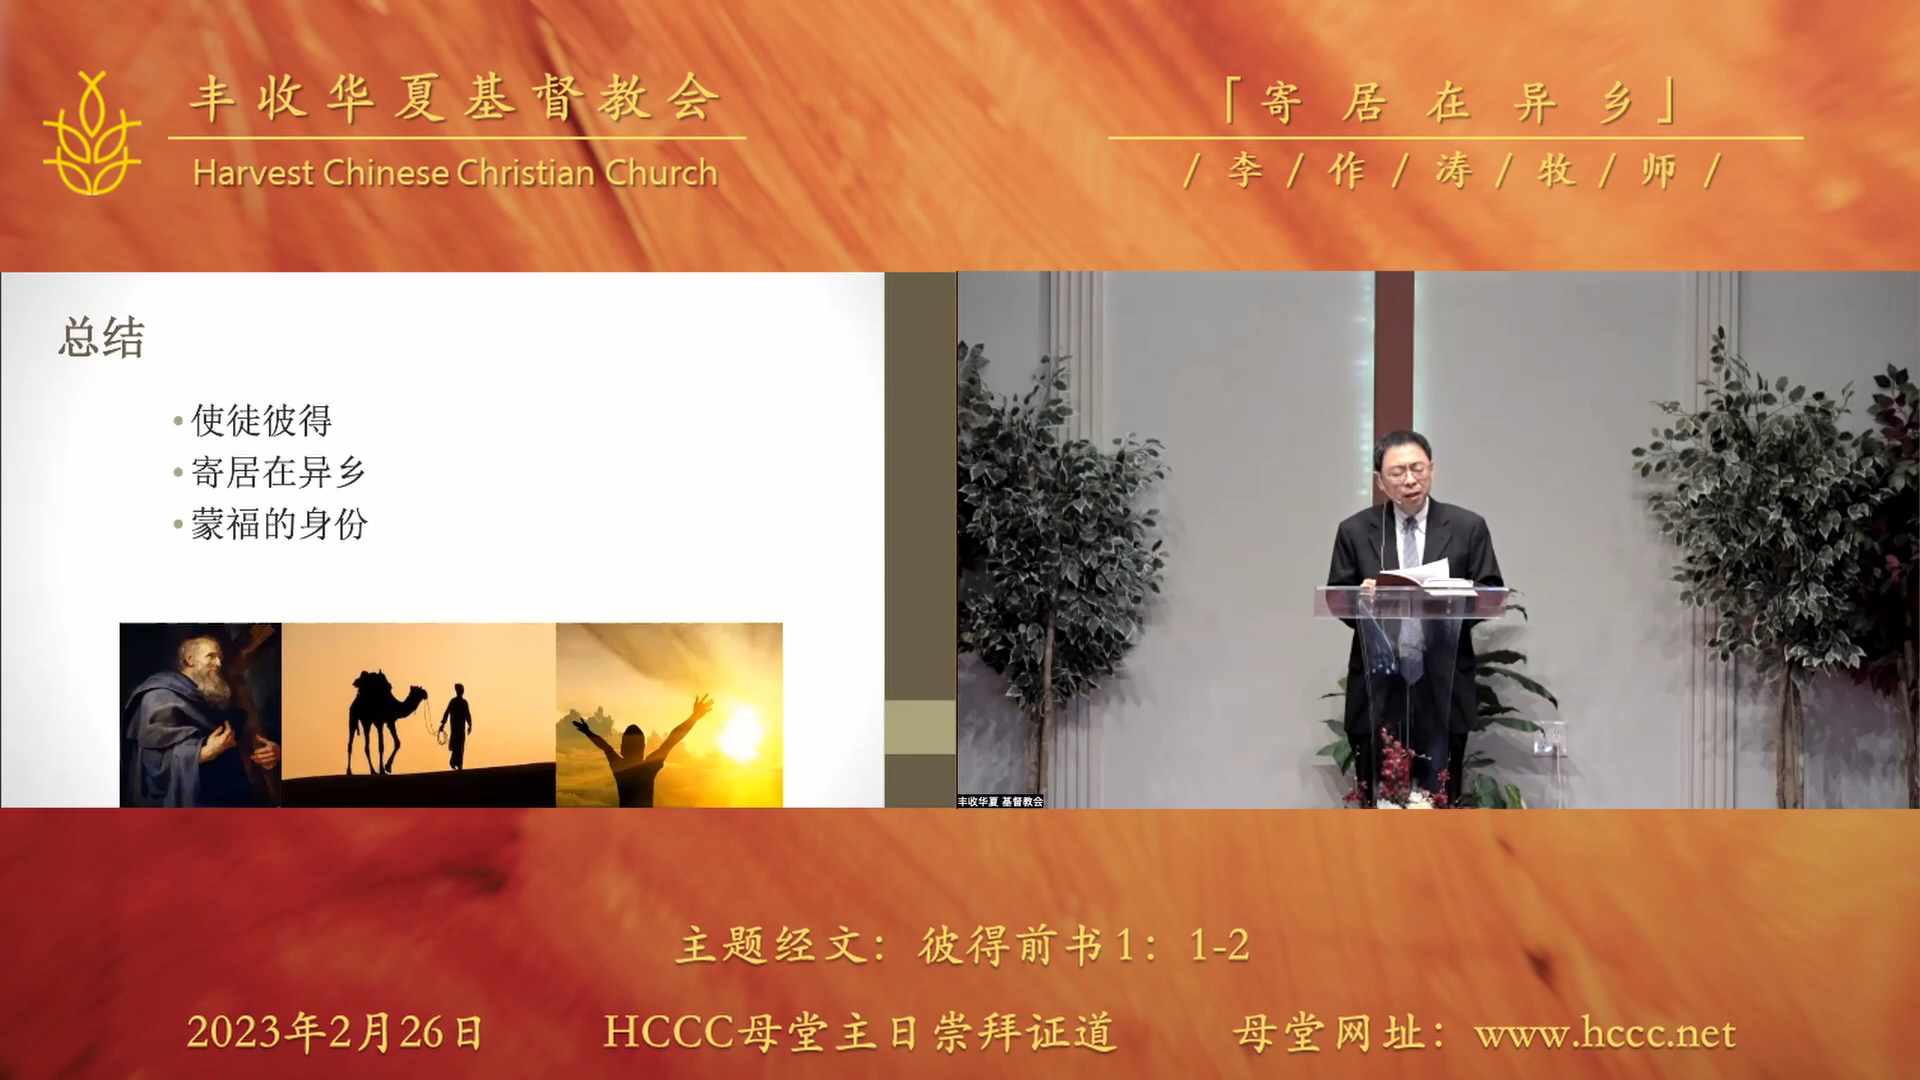 丰收华夏基督教会
Harvest Chinese Christian Church
「寄居在异乡」
/ 李 / 作 / 涛 / 牧 / 师 /
总结
• 使徒彼得
• 寄居在异乡
• 蒙福的身份
丰收华夏 基督教会
主题经文：彼得前书1：1-2
2023年2月26日
HCCC母堂主日崇拜证道
母堂网址：www.hccc.net